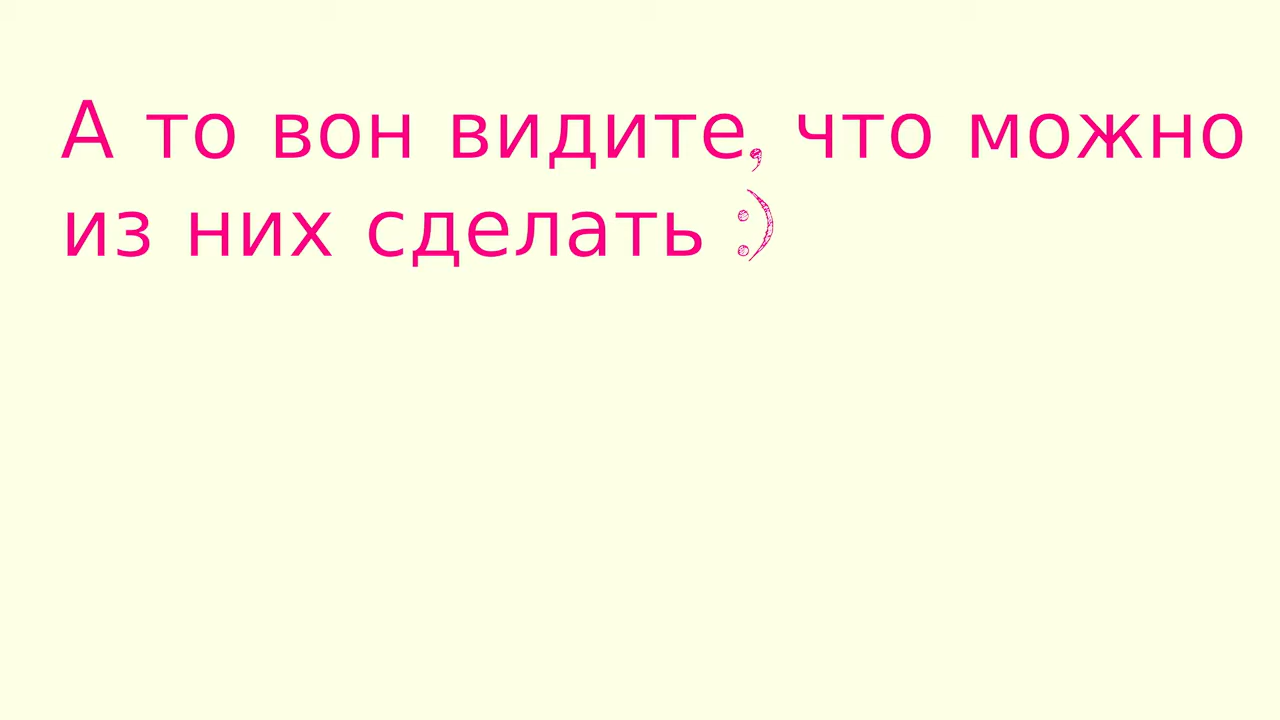 А то вон видите, что можно
из них сделать :)